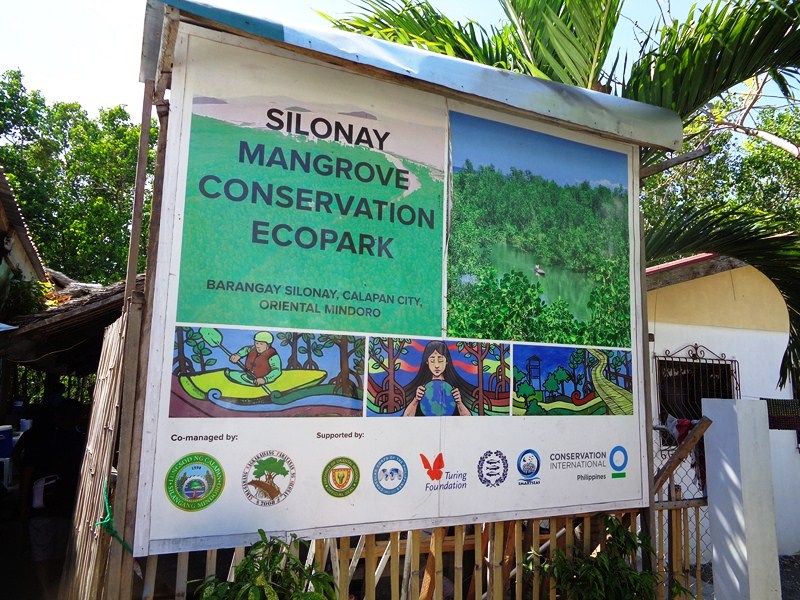 SILONAY
MANGROVE
CONSERVATION
ECOPARK
BARANGAY SILONAY, CALAPAN CITY,
ORIENTAL MINDORO
Co-managed by:
Supported by:
Turing
Foundation
CONSERVATION
INTERNATIONAL
Philippines